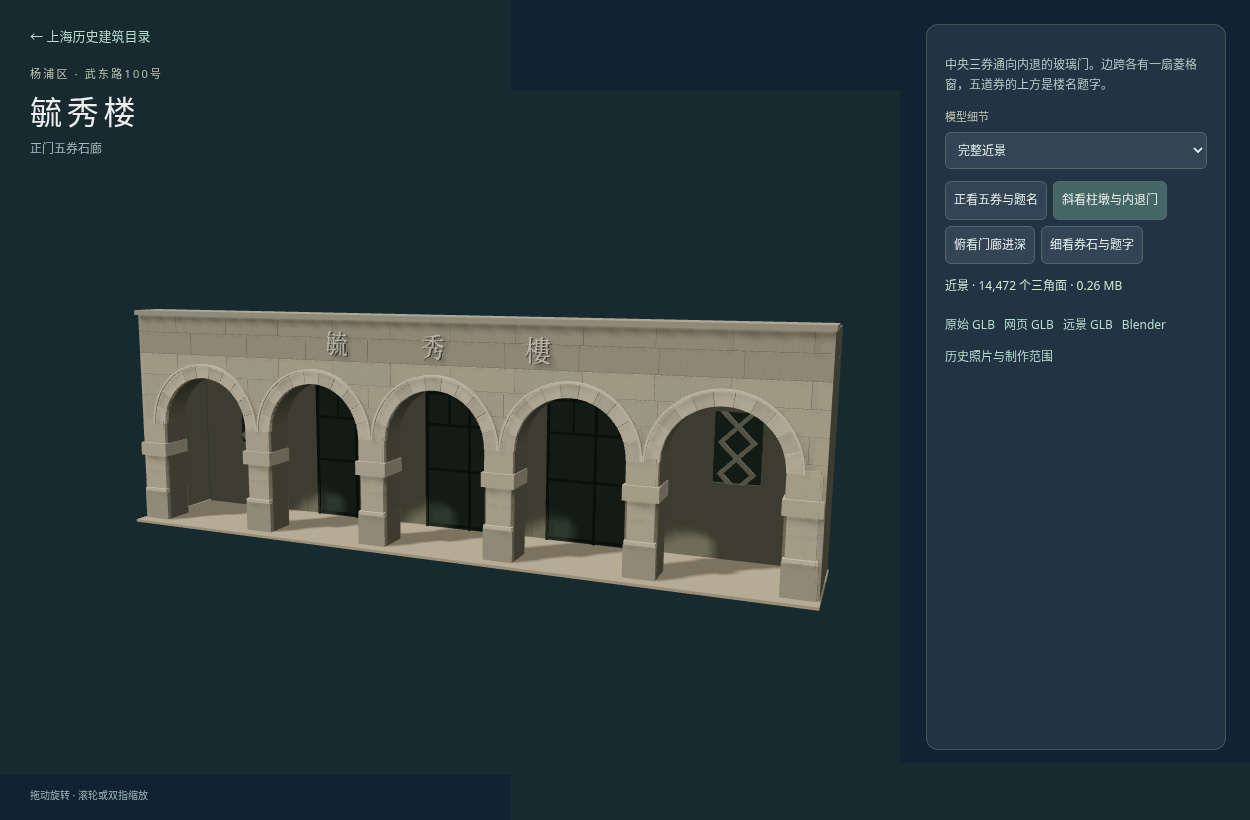 ← 上海历史建筑目录
杨浦区 · 武东路100号
毓秀楼
正门五券石廊
毓 秀 樓
拖动旋转 · 滚轮或双指缩放
中央三券通向内退的玻璃门。边跨各有一扇菱格
窗，五道券的上方是楼名题字。
模型细节
完整近景
正看五券与题名 斜看柱墩与内退门
俯看门廊进深 细看券石与题字
近景 · 14,472 个三角面 · 0.26 MB
原始 GLB 网页 GLB 远景 GLB Blender
历史照片与制作范围